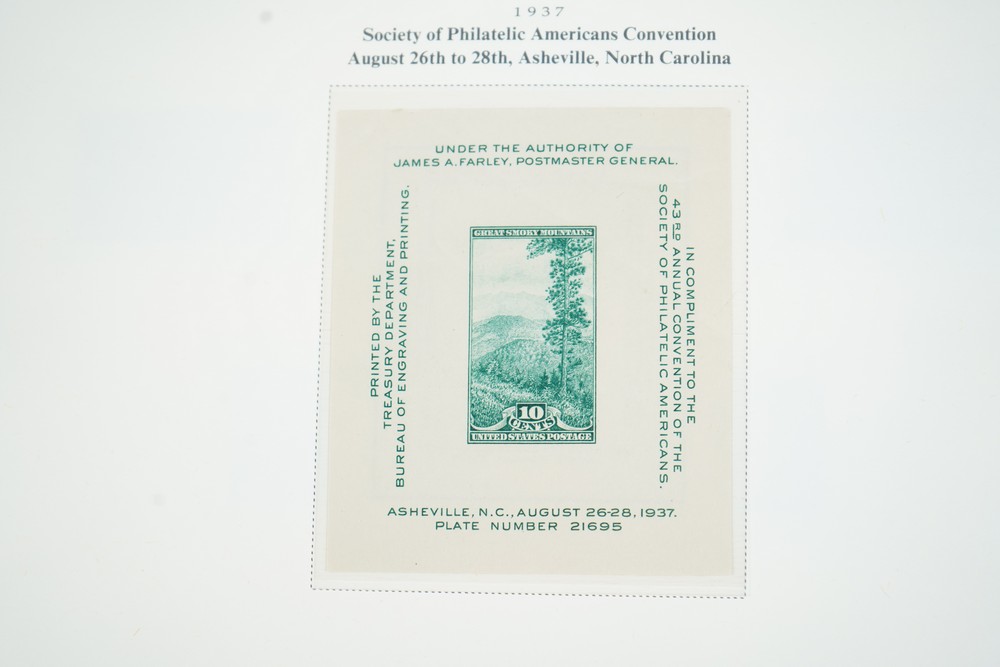 1937
Society of Philatelic Americans Convention
August 26th to 28th, Asheville, North Carolina
UNDER THE AUTHORITY OF
JAMES A. FARLEY, POSTMASTER GENERAL.
PRINTED BY THE
TREASURY DEPARTMENT,
BUREAU OF ENGRAVING AND PRINTING.
GREAT SMOKY MOUNTAINS
10
CENTS
UNITED STATES POSTAGE
IN COMPLIMENT TO THE
43RD ANNUAL CONVENTION OF THE
SOCIETY OF PHILATELIC AMERICANS.
ASHEVILLE, N.C., AUGUST 26-28, 1937.
PLATE NUMBER 21695